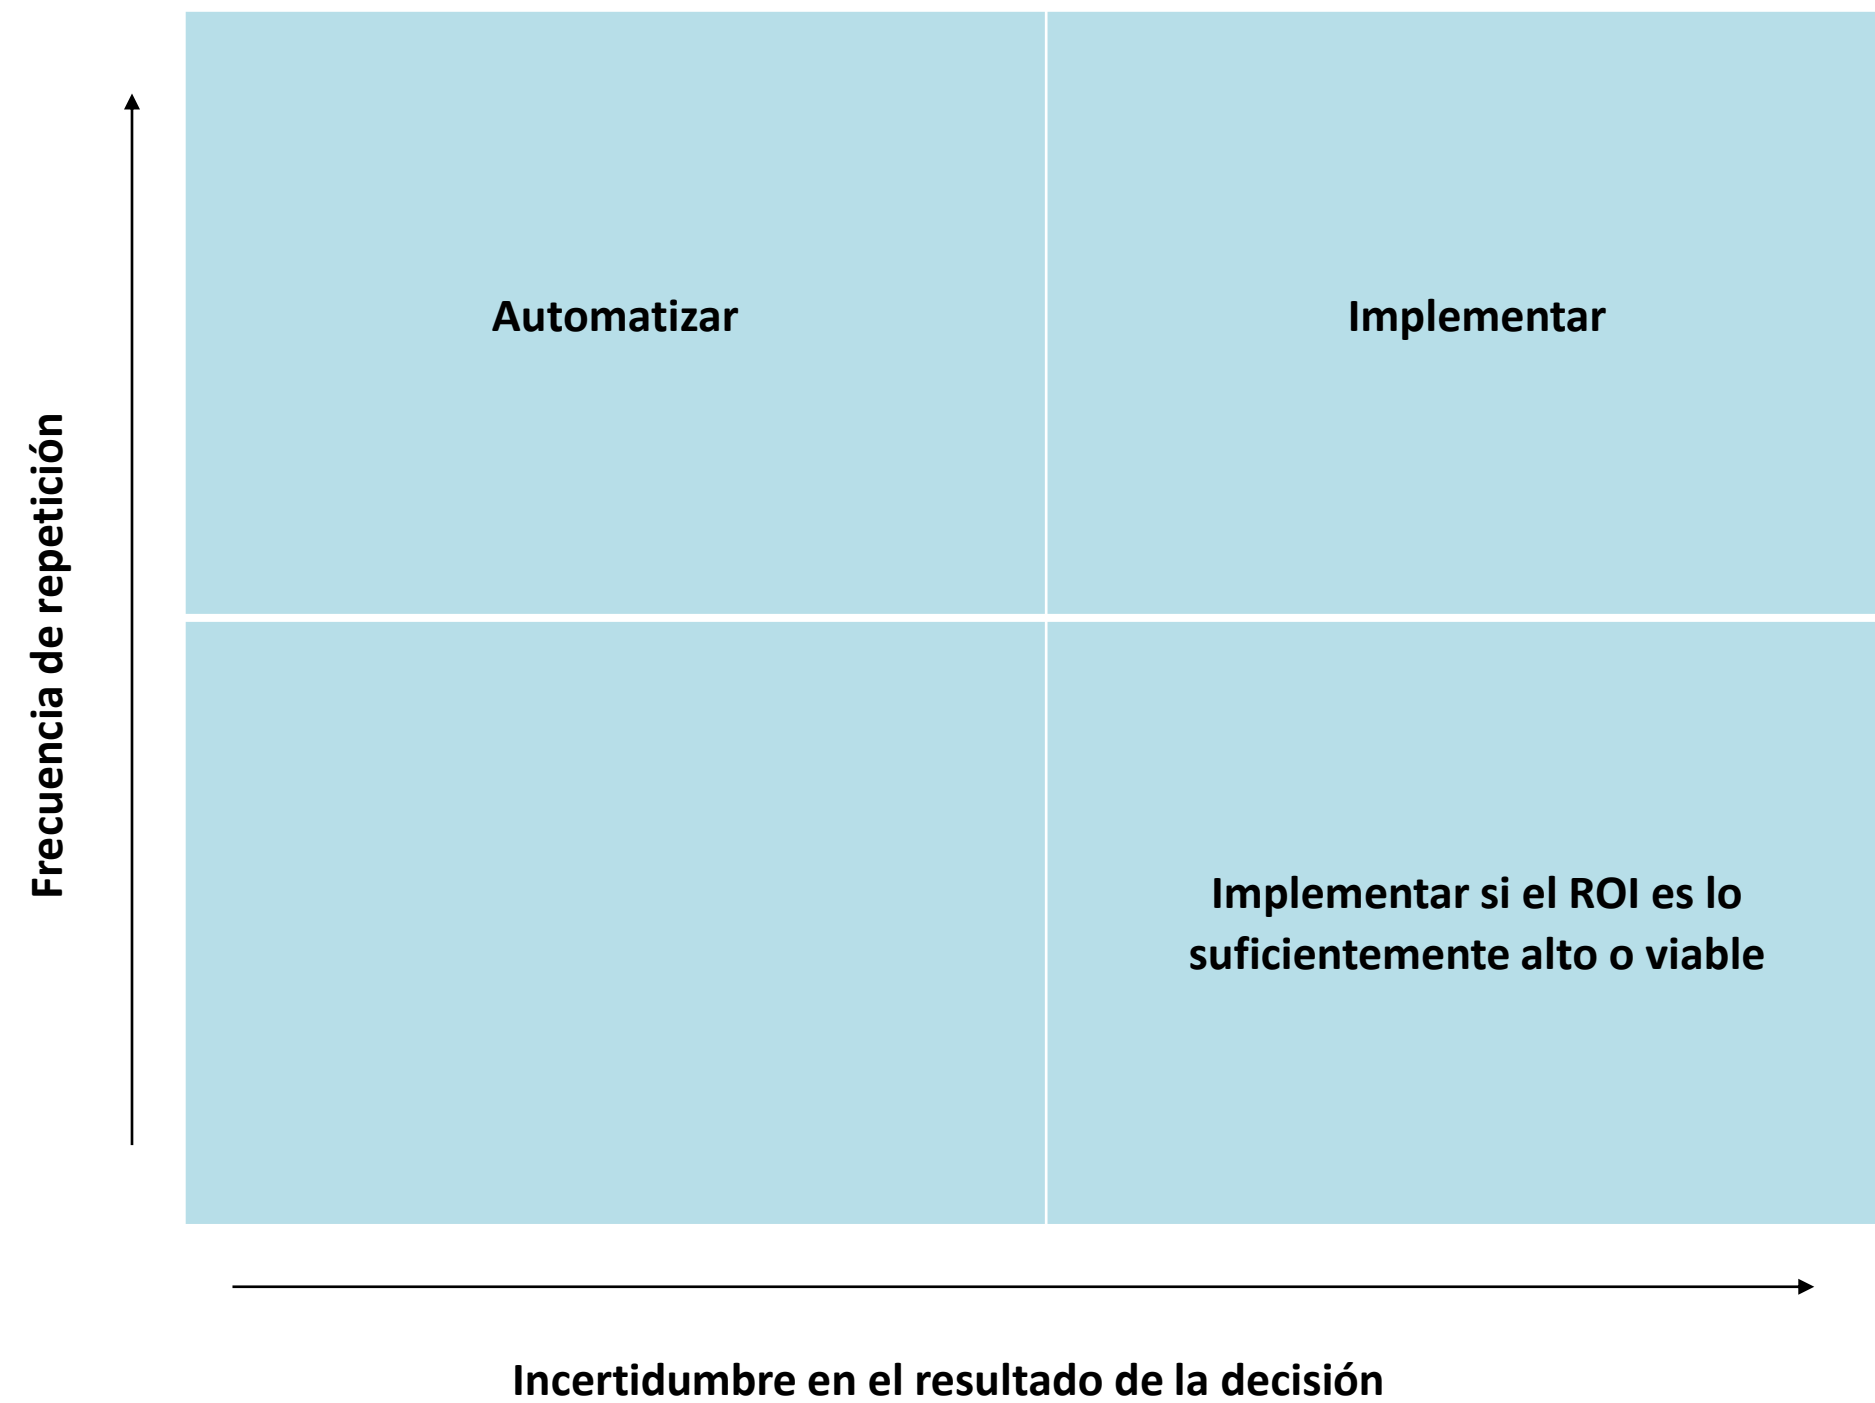 Automatizar
Implementar
Frecuencia de repetición
Implementar si el ROI es lo
suficientemente alto o viable
Incertidumbre en el resultado de la decisión